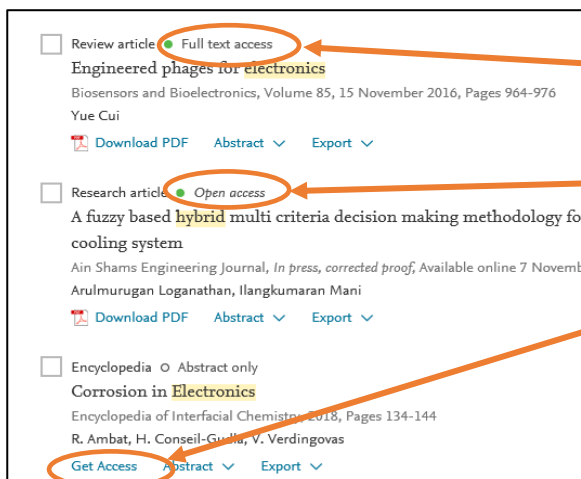 Review article Full text access
Engineered phages for electronics
Biosensors and Bioelectronics, Volume 85, 15 November 2016, Pages 964-976
Yue Cui
Download PDF Abstract Export
Research article Open access
A fuzzy based hybrid multi criteria decision making methodology fo
cooling system
Ain Shams Engineering Journal, In press, corrected proof, Available online 7 Novemb
Arulmurugan Loganathan, Ilangkumaran Mani
Download PDF Abstract Export
Encyclopedia Abstract only
Corrosion in Electronics
Encyclopedia of Interfacial Chemistry, 2018, Pages 134-144
R. Ambat, H. Conseil-Gudla, V. Verdingovas
Get Access Abstract Export